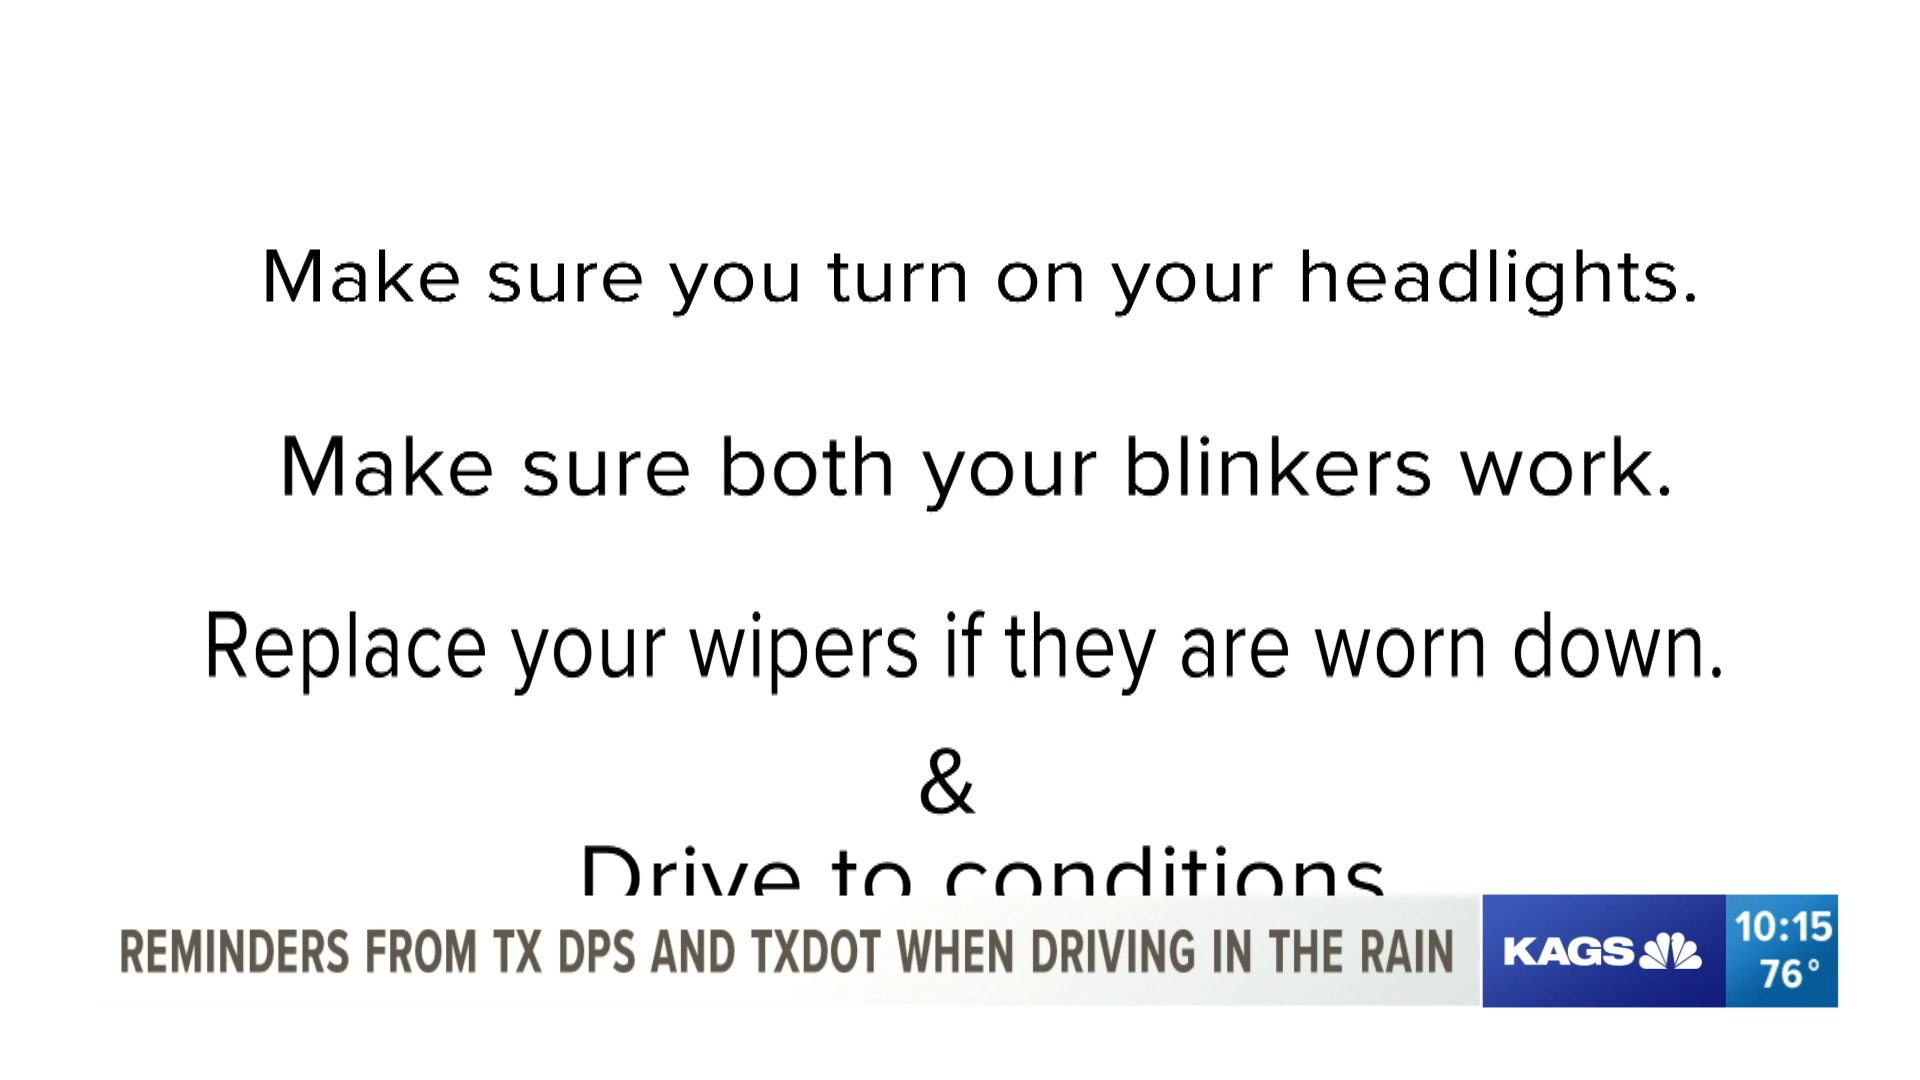 Make sure you turn on your headlights.
Make sure both your blinkers work.
Replace your wipers if they are worn down.
&
Drive to conditions
REMINDERS FROM TX DPS AND TXDOT WHEN DRIVING IN THE RAIN
KAGS
10:15
76°